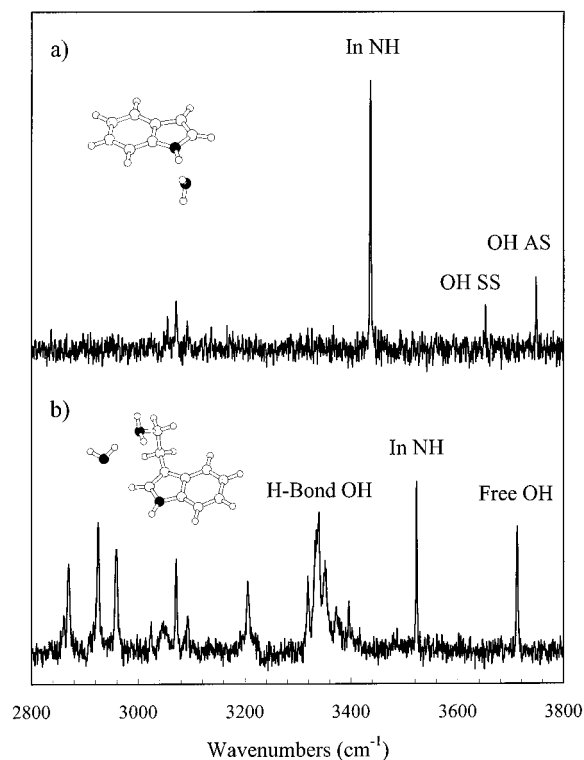 a)
In NH
OH AS
OH SS
b)
In NH
H-Bond OH
Free OH
2800 3000 3200 3400 3600 3800
Wavenumbers (cm⁻¹)